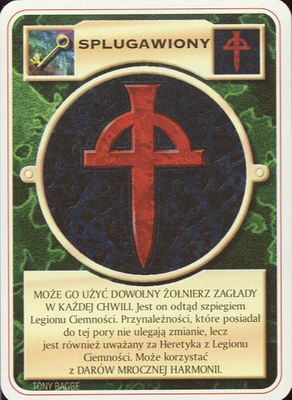 SPLUGAWIONY
MOŻE GO UŻYĆ DOWOLNY ŻOŁNIERZ ZAGŁADY
W KAŻDEJ CHWILI. Jest on odtąd szpiegiem
Legionu Ciemności. Przynależności, które posiadał
do tej pory nie ulegają zmianie, lecz
jest również uważany za Heretyka z Legionu
Ciemności. Może korzystać
z DARÓW MROCZNEJ HARMONII.
TONY BAGGE